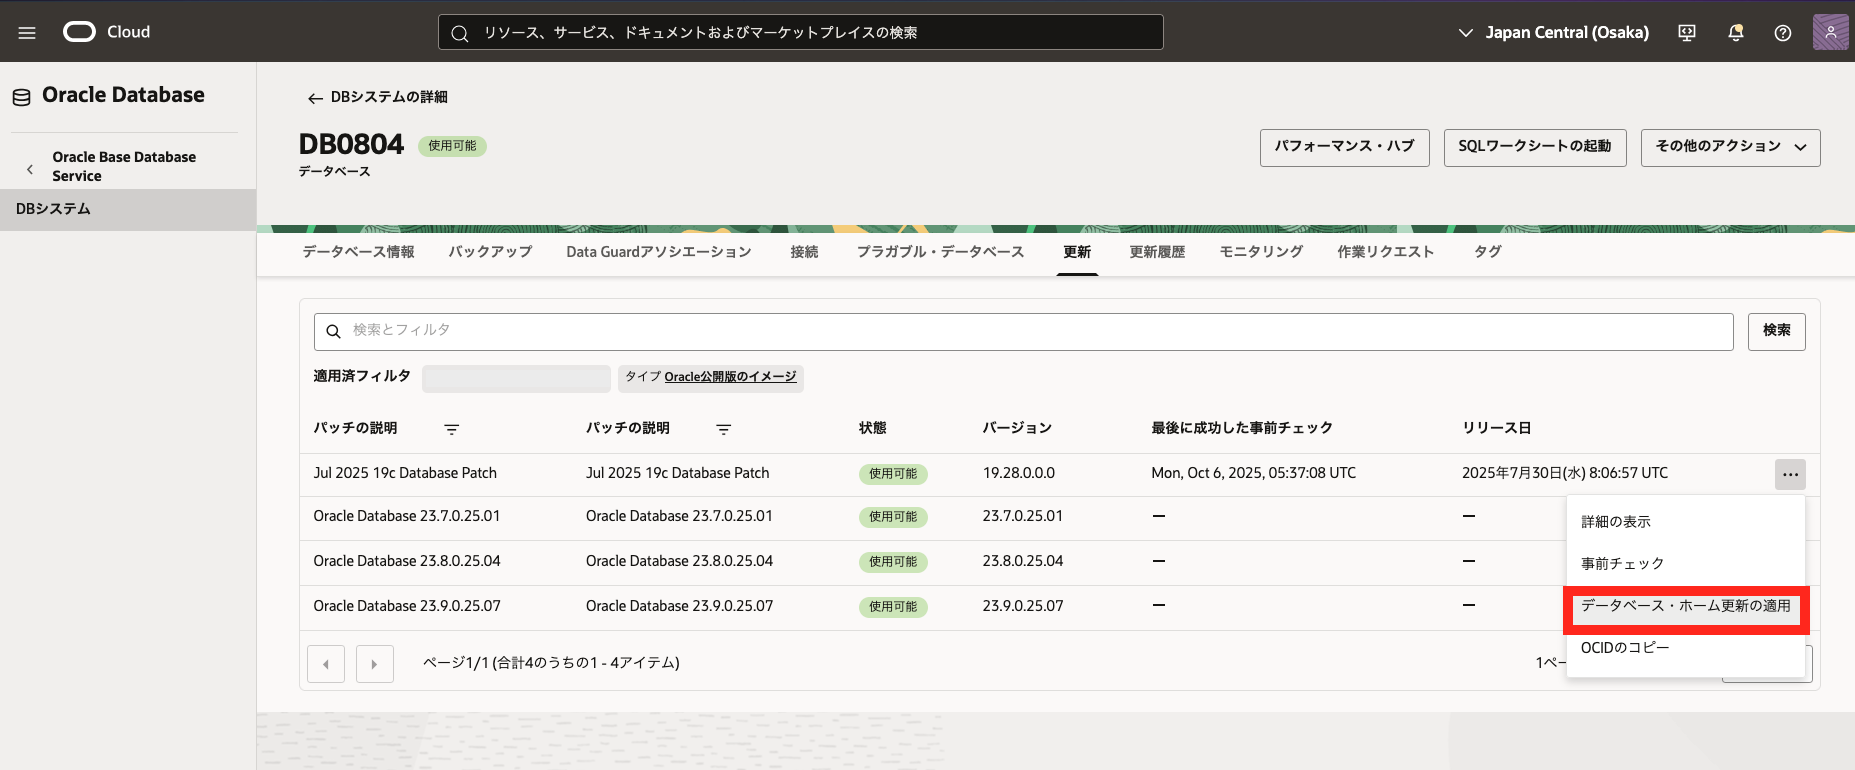 Cloud
リソース、サービス、ドキュメントおよびマーケットプレイスの検索
Japan Central (Osaka)
Oracle Database
Oracle Base Database
Service
DBシステム
DBシステムの詳細
DB0804 使用可能
データベース
パフォーマンス・ハブ
SQLワークシートの起動
その他のアクション
データベース情報 バックアップ Data Guardアソシエーション 接続 プラガブル・データベース 更新 更新履歴 モニタリング 作業リクエスト タグ
検索とフィルタ
検索
適用済フィルタ タイプ Oracle公開版のイメージ
パッチの説明 パッチの説明 状態 バージョン 最後に成功した事前チェック リリース日
Jul 2025 19c Database Patch Jul 2025 19c Database Patch 使用可能 19.28.0.0.0 Mon, Oct 6, 2025, 05:37:08 UTC 2025年7月30日(水) 8:06:57 UTC
Oracle Database 23.7.0.25.01 Oracle Database 23.7.0.25.01 使用可能 23.7.0.25.01 — —
Oracle Database 23.8.0.25.04 Oracle Database 23.8.0.25.04 使用可能 23.8.0.25.04 — —
Oracle Database 23.9.0.25.07 Oracle Database 23.9.0.25.07 使用可能 23.9.0.25.07 — —
詳細の表示
事前チェック
データベース・ホーム更新の適用
OCIDのコピー
ページ1/1 (合計4のうちの1 - 4アイテム)
1ペー